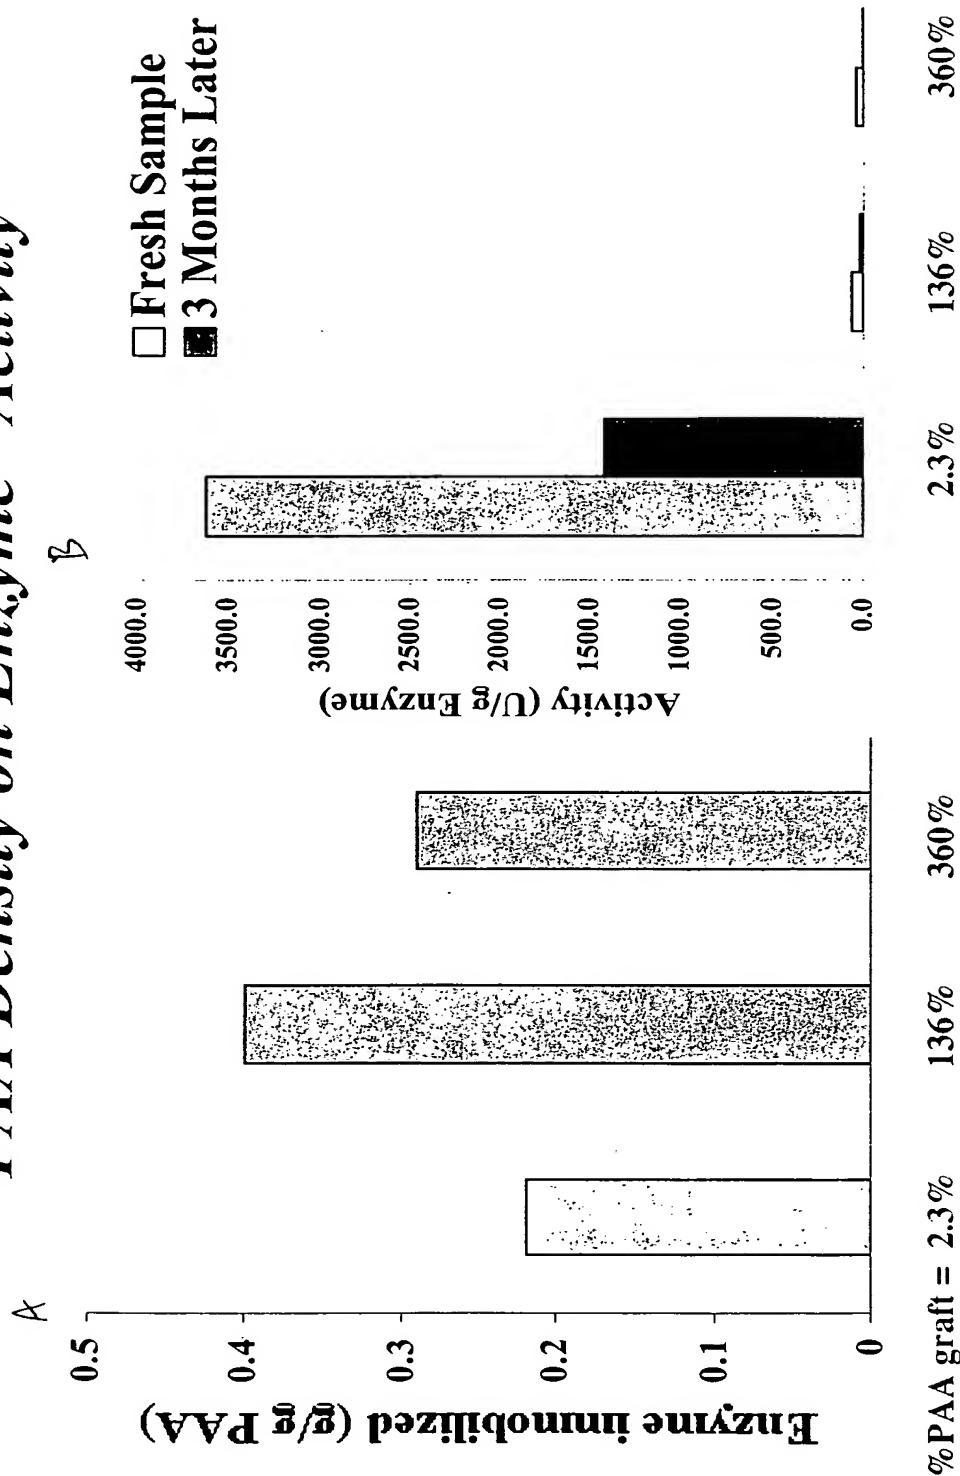 PAA Density on Enzyme Activity
A
0.5
0.4
0.3
0.2
0.1
0
Enzyme immobilized (g/g PAA)
%PAA graft = 2.3% 136% 360%
B
Fresh Sample
3 Months Later
4000.0
3500.0
3000.0
2500.0
2000.0
1500.0
1000.0
500.0
0.0
Activity (U/g Enzyme)
2.3% 136% 360%